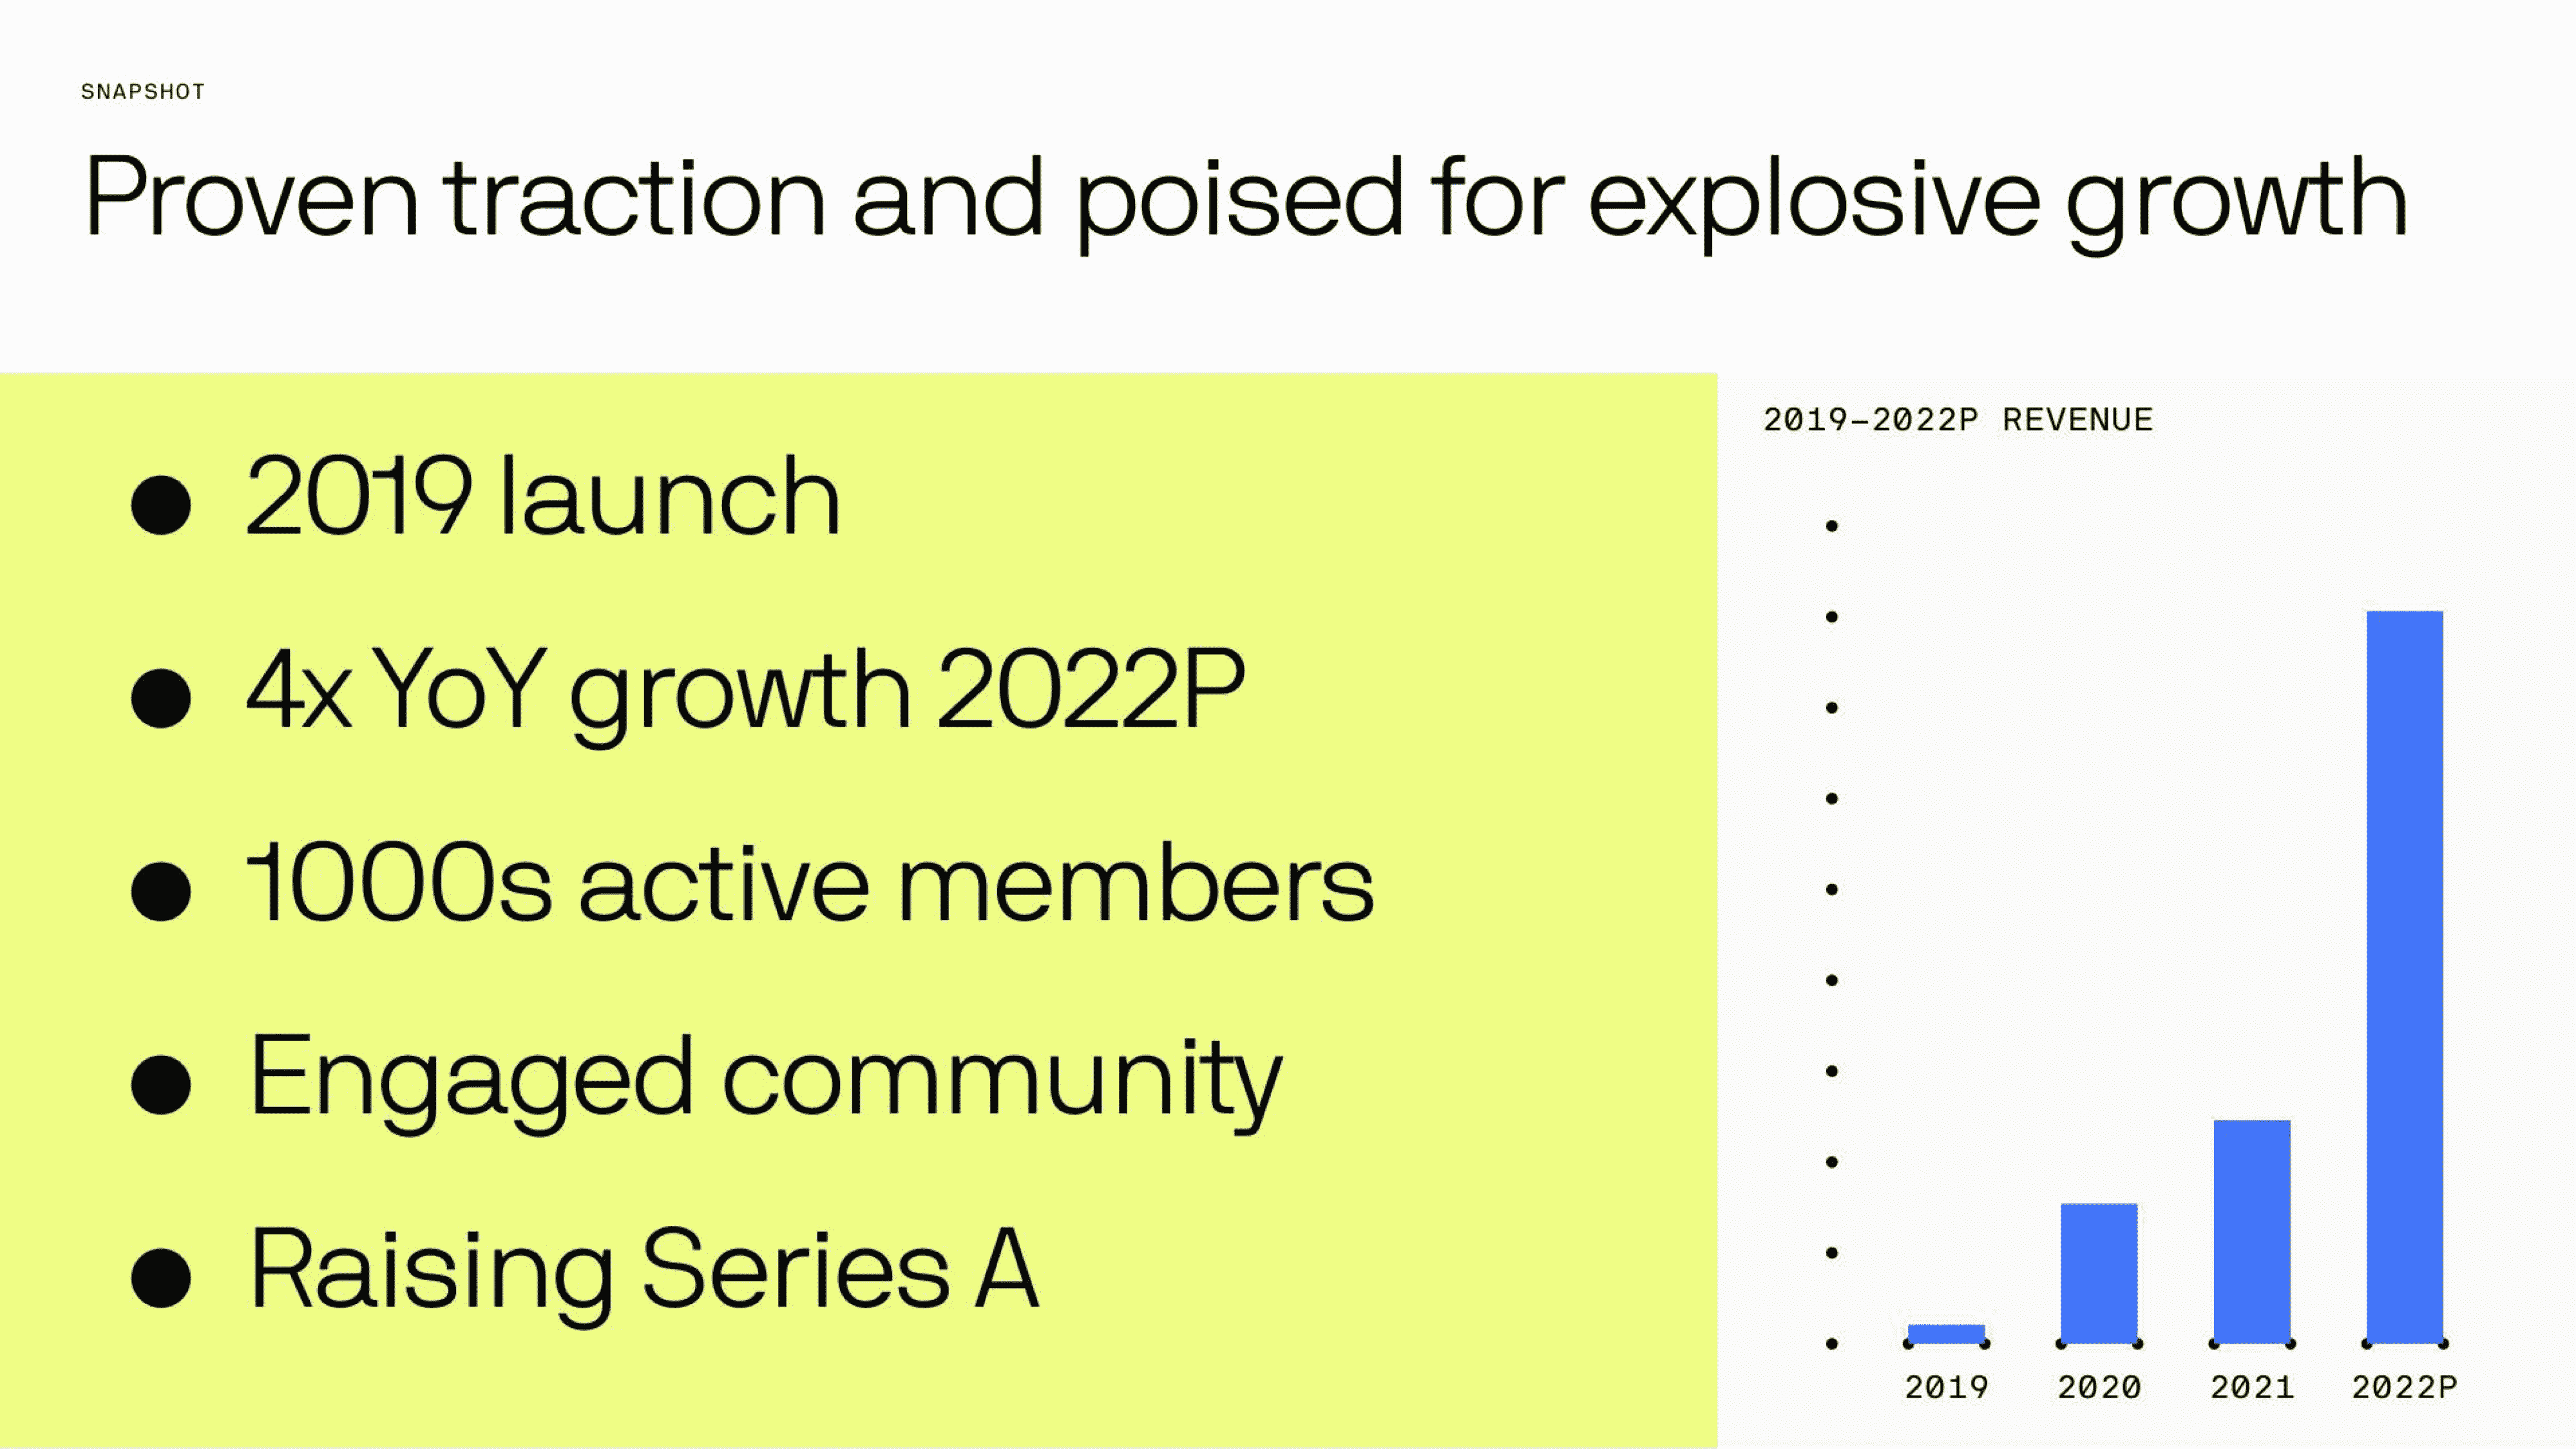 SNAPSHOT
Proven traction and poised for explosive growth
● 2019 launch
● 4x YoY growth 2022P
● 1000s active members
● Engaged community
● Raising Series A
2019–2022P REVENUE
2019 2020 2021 2022P